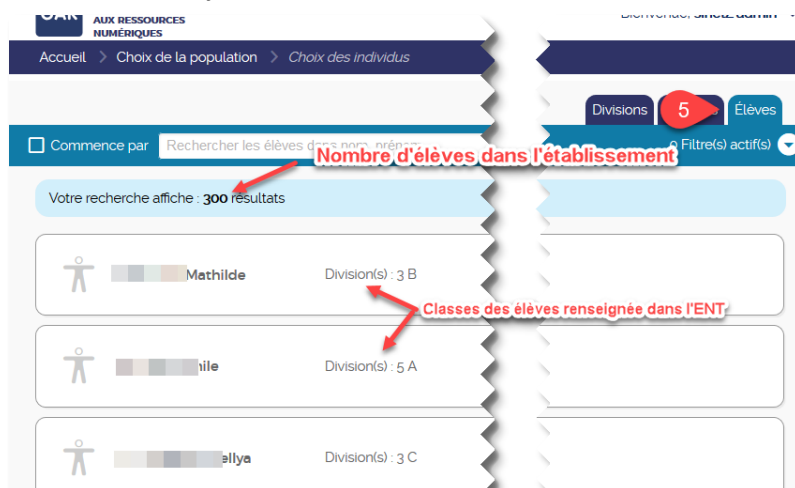 AUX RESSOURCES
NUMÉRIQUES
Accueil > Choix de la population > Choix des individus
Divisions 5 Élèves
Commence par Rechercher les élèves dans nom, prénom Filtre(s) actif(s)
Nombre d'élèves dans l'établissement
Votre recherche affiche : 300 résultats
Mathilde Division(s) : 3 B
Classes des élèves renseignée dans l'ENT
Division(s) : 5 A
Division(s) : 3 C